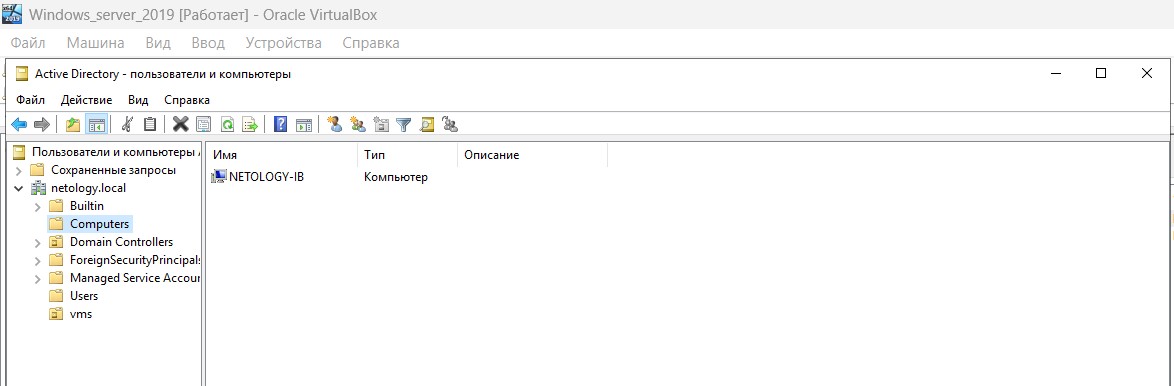 Windows_server_2019 [Работает] - Oracle VirtualBox
Файл Машина Вид Ввод Устройства Справка
Active Directory - пользователи и компьютеры
Файл Действие Вид Справка
Пользователи и компьютеры
Сохраненные запросы
netology.local
Builtin
Computers
Domain Controllers
ForeignSecurityPrincipals
Managed Service Accour
Users
vms
Имя Тип Описание
NETOLOGY-IB Компьютер